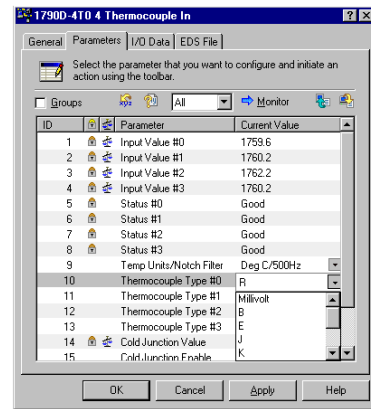 1790D-4T0 4 Thermocouple In
General Parameters I/O Data EDS File
Select the parameter that you want to configure and initiate an
action using the toolbar.
Groups All Monitor
ID Parameter Current Value
1 Input Value #0 1759.6
2 Input Value #1 1760.2
3 Input Value #2 1762.2
4 Input Value #3 1760.2
5 Status #0 Good
6 Status #1 Good
7 Status #2 Good
8 Status #3 Good
9 Temp Units/Notch Filter Deg C/500Hz
10 Thermocouple Type #0 R
11 Thermocouple Type #1 Millivolt
12 Thermocouple Type #2 B
13 Thermocouple Type #3 E
14 Cold Junction Value J
15 Cold Junction Enable K
OK Cancel Apply Help